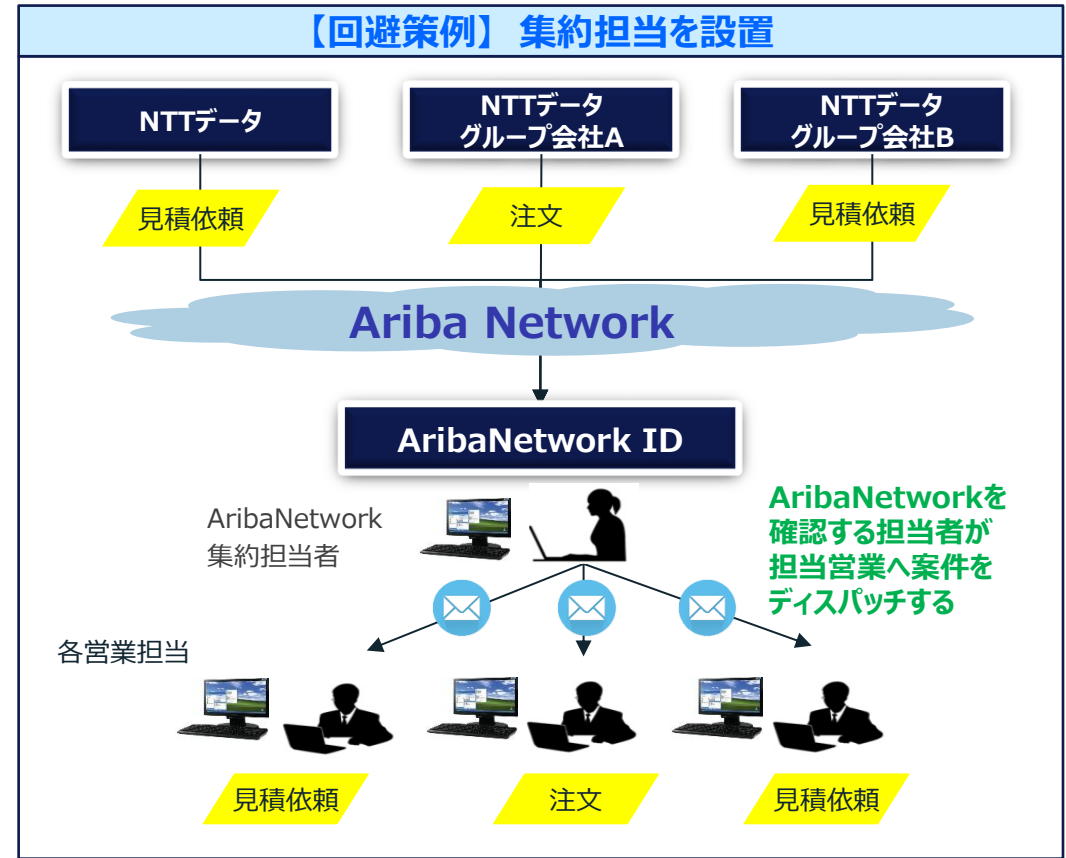 【回避策例】 集約担当を設置
NTTデータ
NTTデータ
グループ会社A
NTTデータ
グループ会社B
見積依頼
注文
見積依頼
Ariba Network
AribaNetwork ID
AribaNetwork
集約担当者
AribaNetworkを
確認する担当者が
担当営業へ案件を
ディスパッチする
各営業担当
見積依頼
注文
見積依頼